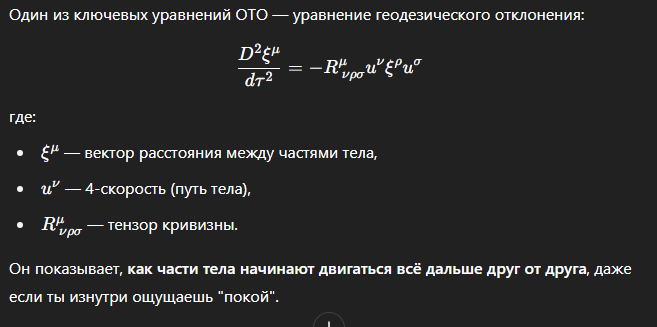 Один из ключевых уравнений ОТО — уравнение геодезического отклонения:
D²ξ^μ / dτ² = −R^μ_νρσ u^ν ξ^ρ u^σ
где:
• ξ^μ — вектор расстояния между частями тела,
• u^ν — 4-скорость (путь тела),
• R^μ_νρσ — тензор кривизны.
Он показывает, как части тела начинают двигаться всё дальше друг от друга, даже
если ты изнутри ощущаешь "покой".